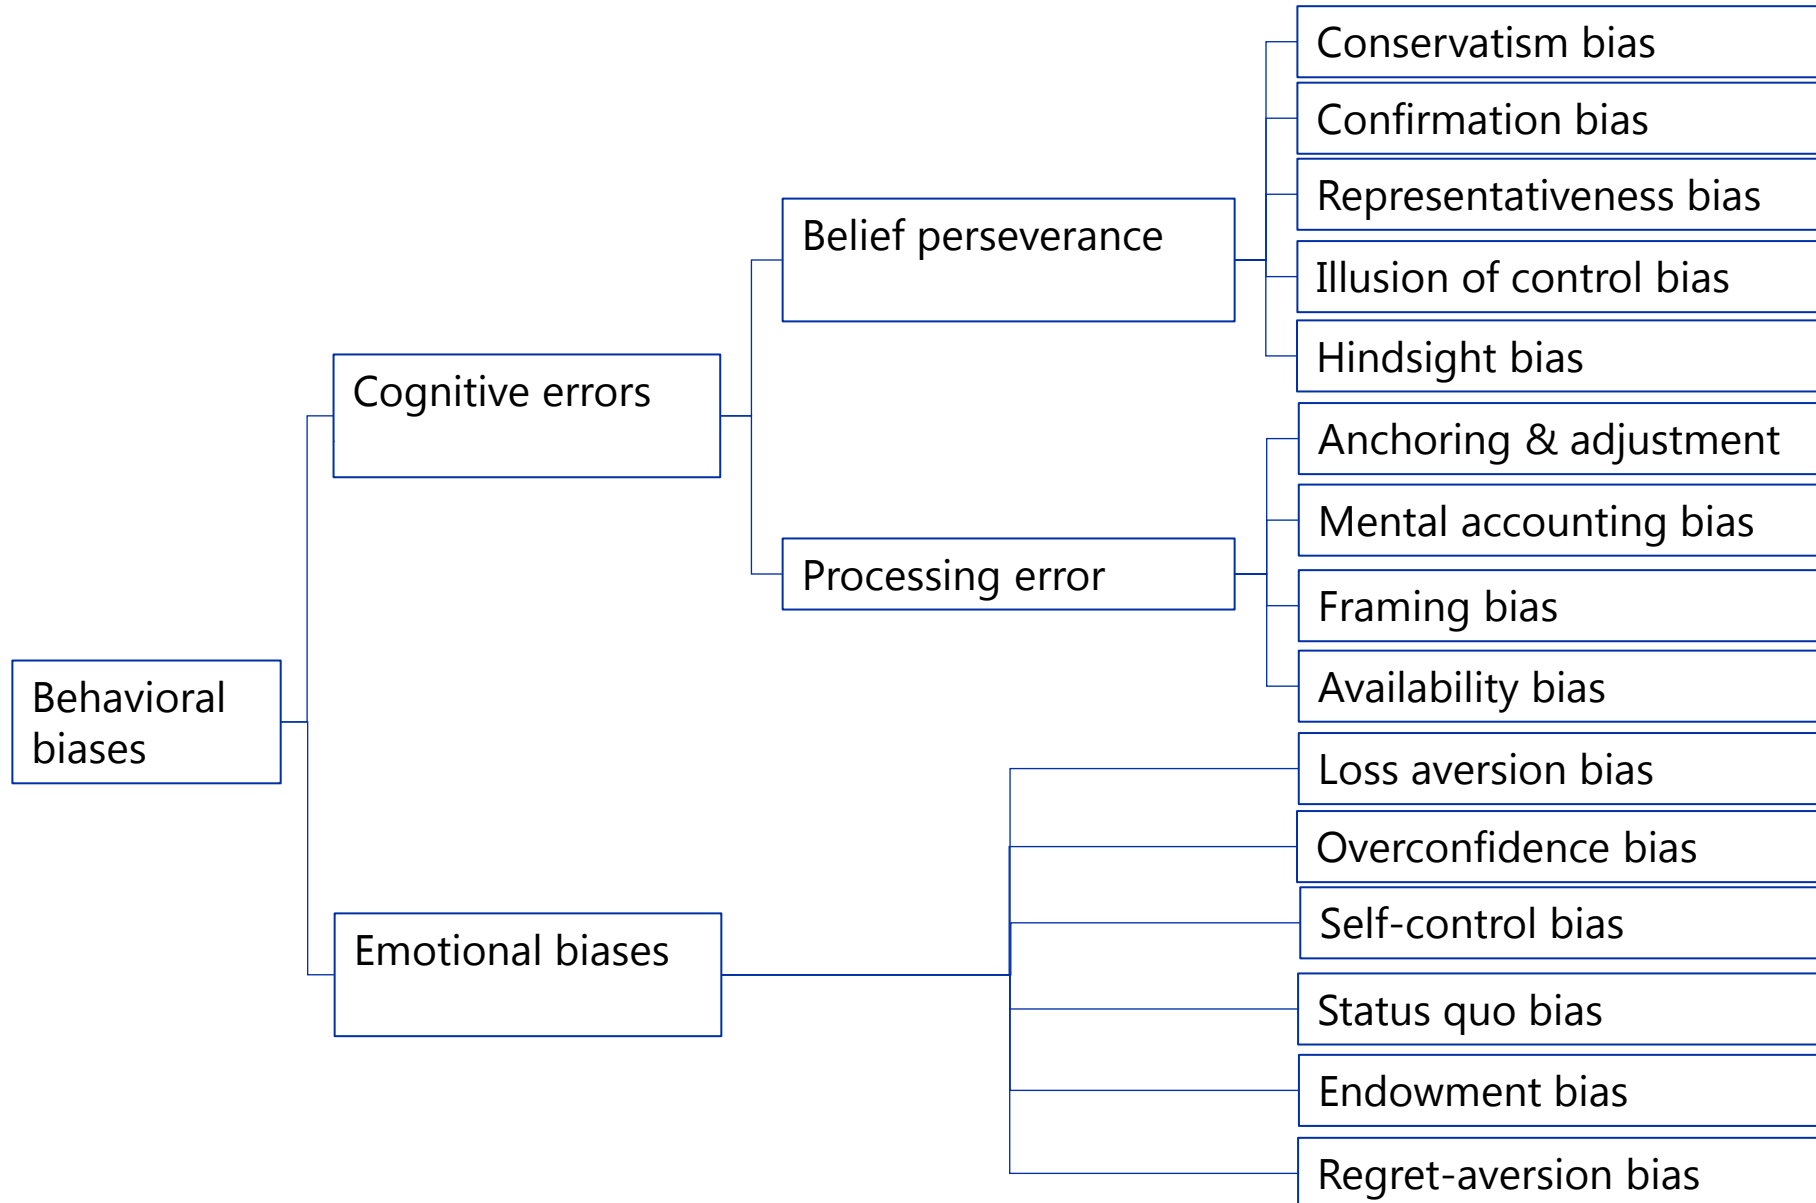 Conservatism bias
Confirmation bias
Representativeness bias
Belief perseverance
Illusion of control bias
Hindsight bias
Cognitive errors
Anchoring & adjustment
Mental accounting bias
Processing error
Framing bias
Availability bias
Behavioral
biases
Loss aversion bias
Overconfidence bias
Self-control bias
Emotional biases
Status quo bias
Endowment bias
Regret-aversion bias